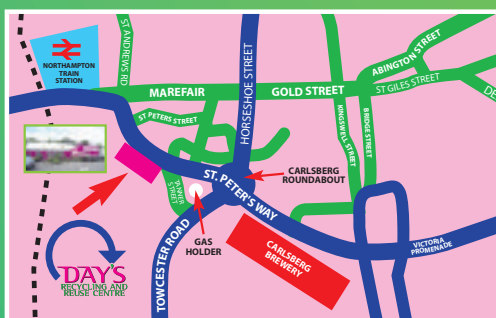 NORTHAMPTON
TRAIN
STATION
ST ANDREWS RD
HORSESHOE STREET
ABINGTON STREET
MAREFAIR
GOLD STREET
ST GILES STREET
DE
ST PETERS STREET
KINGSWELL STREET
BRIDGE STREET
TANNER
STREET
ST. PETER'S WAY
CARLSBERG
ROUNDABOUT
GAS
HOLDER
TOWCESTER ROAD
CARLSBERG
BREWERY
VICTORIA
PROMENADE
DAY'S
RECYCLING AND
REUSE CENTRE